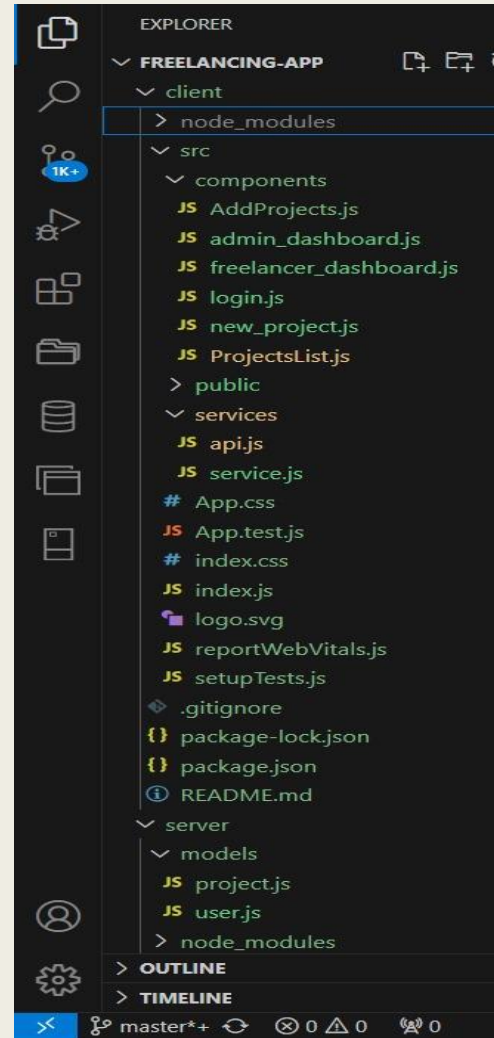 EXPLORER
FREELANCING-APP
client
node_modules
src
components
JS AddProjects.js
JS admin_dashboard.js
JS freelancer_dashboard.js
JS login.js
JS new_project.js
JS ProjectsList.js
public
services
JS api.js
JS service.js
# App.css
JS App.test.js
# index.css
JS index.js
logo.svg
JS reportWebVitals.js
JS setupTests.js
.gitignore
{} package-lock.json
{} package.json
README.md
server
models
JS project.js
JS user.js
node_modules
OUTLINE
TIMELINE
1K+
master*+ 0 0 0